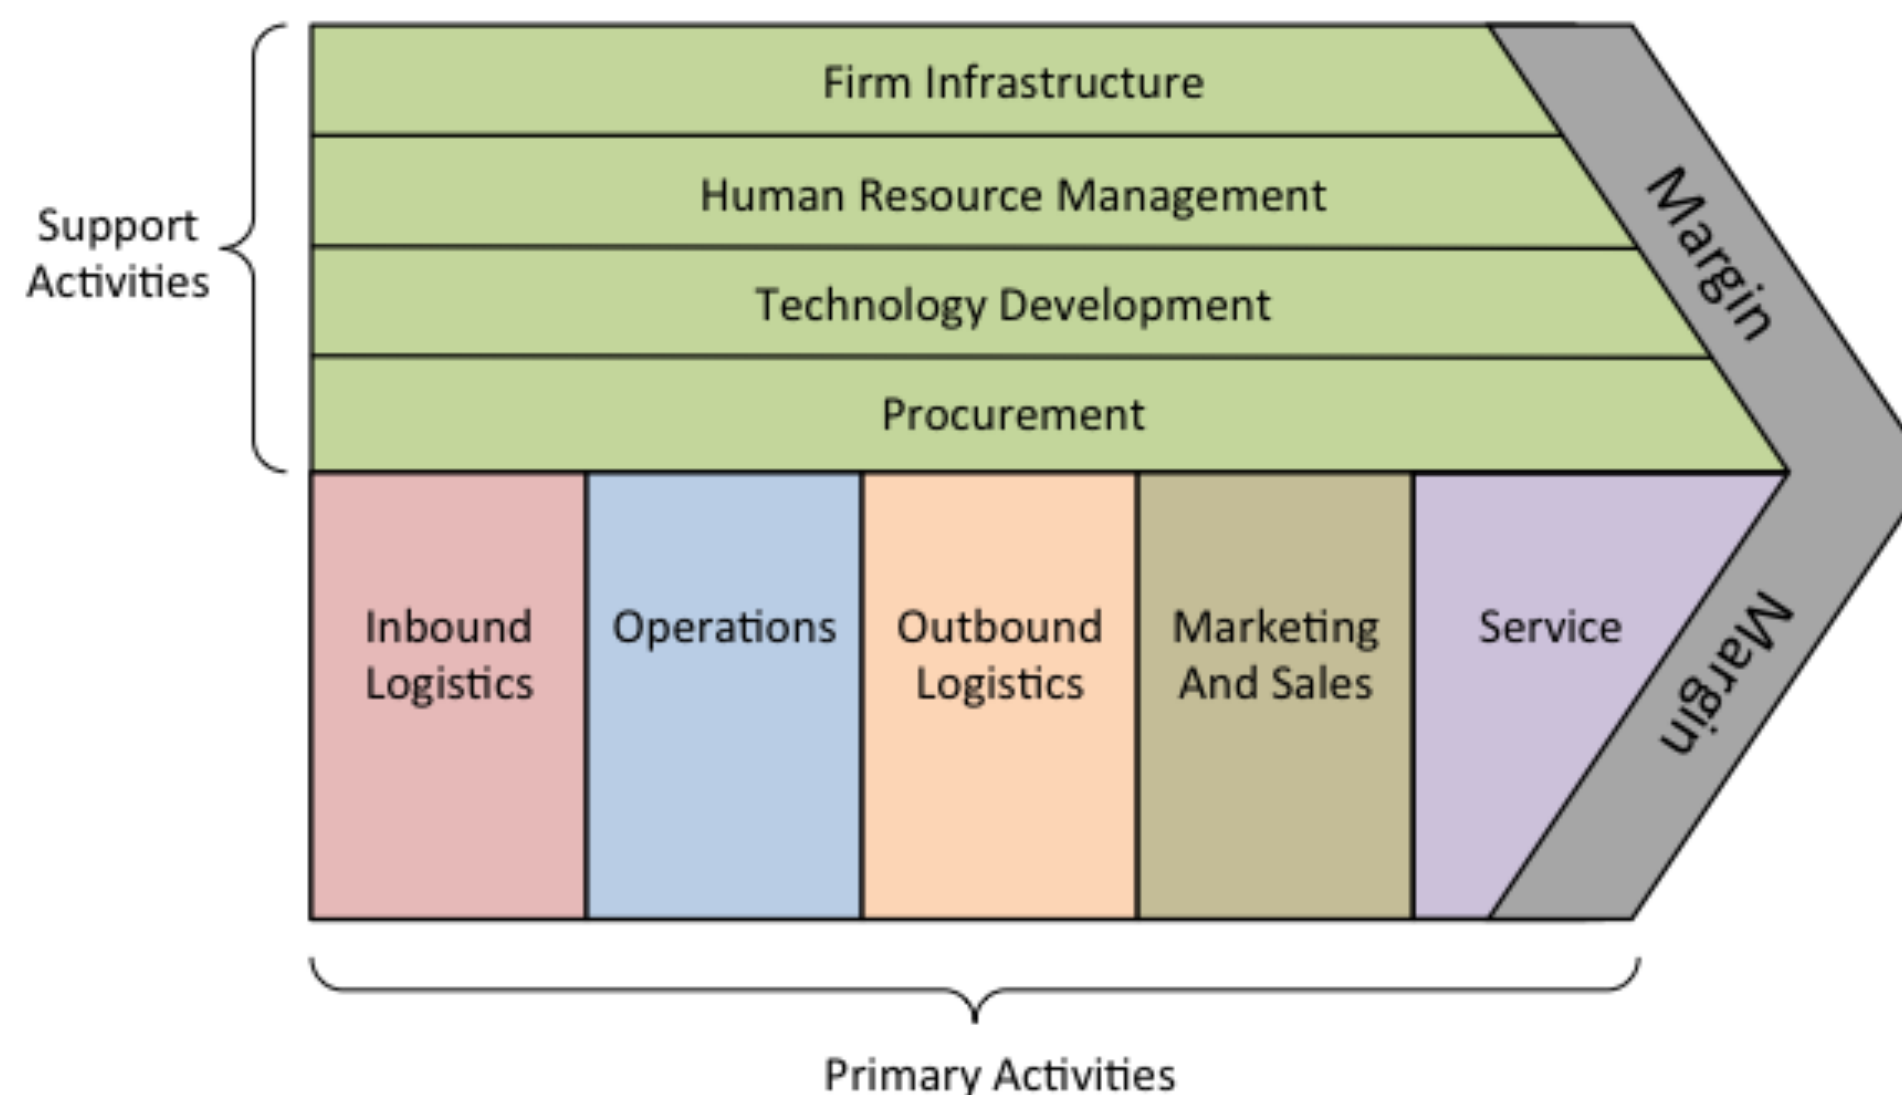 Firm Infrastructure
Human Resource Management
Technology Development
Procurement
Support
Activities
Margin
Inbound
Logistics
Operations
Outbound
Logistics
Marketing
And Sales
Service
Margin
Primary Activities